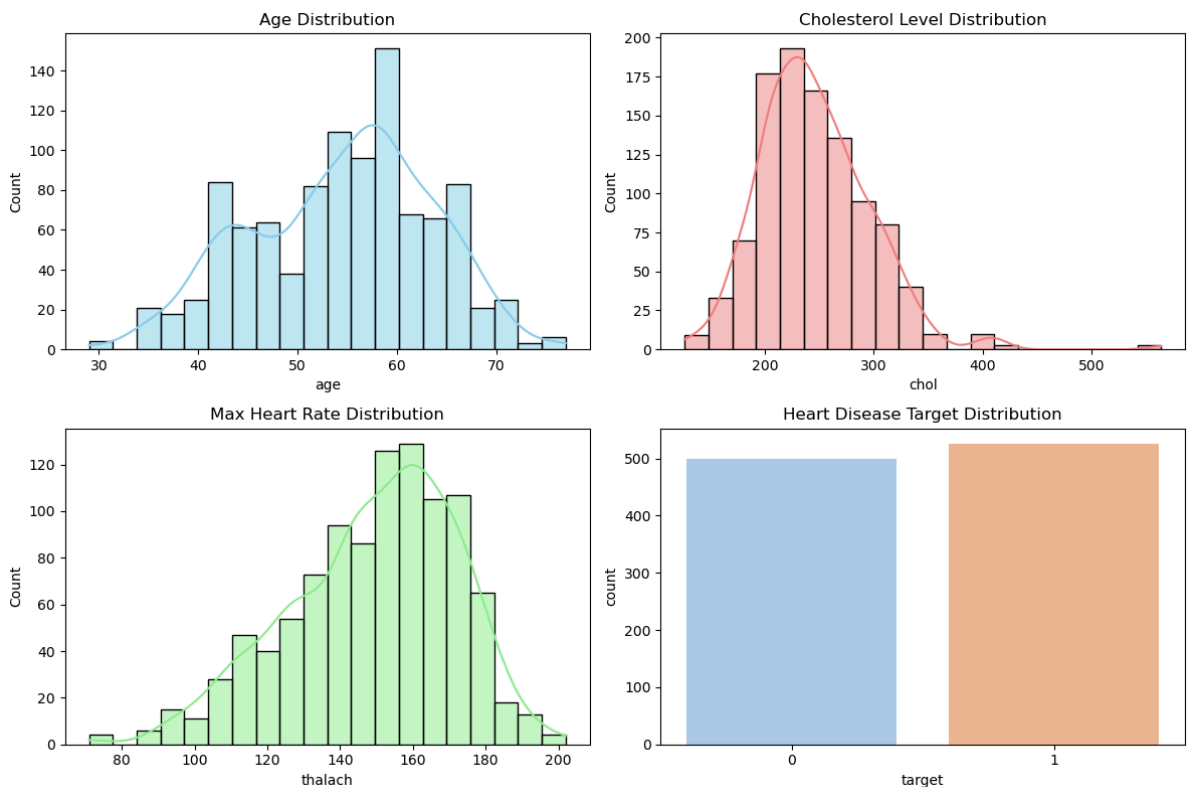 Age Distribution
Count
140
120
100
80
60
40
20
0
30 40 50 60 70
age
Cholesterol Level Distribution
Count
200
175
150
125
100
75
50
25
0
200 300 400 500
chol
Max Heart Rate Distribution
Count
120
100
80
60
40
20
0
80 100 120 140 160 180 200
thalach
Heart Disease Target Distribution
count
500
400
300
200
100
0
0 1
target